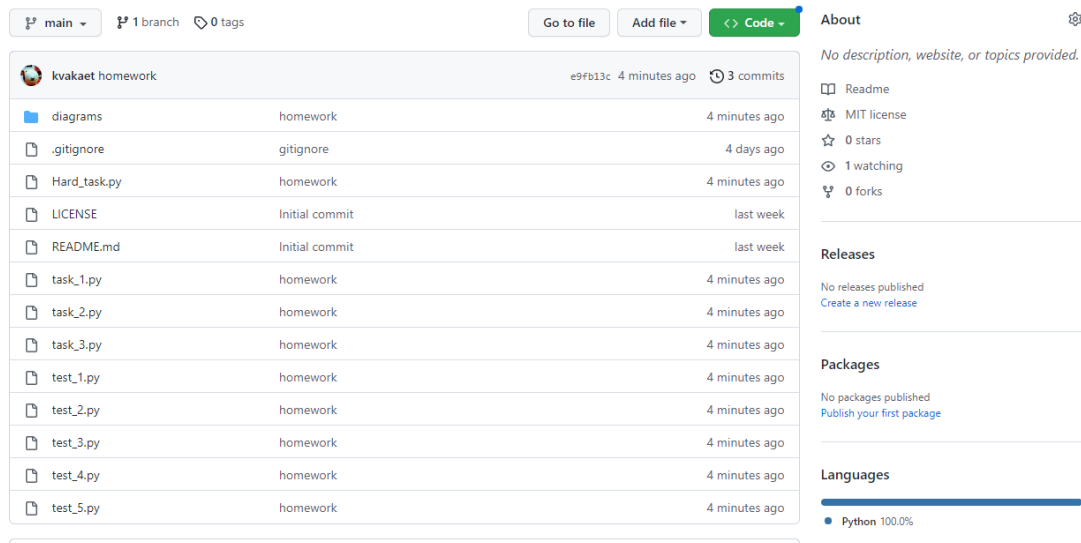 main
1 branch
0 tags
Go to file
Add file
<> Code
kvakaet homework
e9fb13c 4 minutes ago
3 commits
diagrams homework 4 minutes ago
.gitignore gitignore 4 days ago
Hard_task.py homework 4 minutes ago
LICENSE Initial commit last week
README.md Initial commit last week
task_1.py homework 4 minutes ago
task_2.py homework 4 minutes ago
task_3.py homework 4 minutes ago
test_1.py homework 4 minutes ago
test_2.py homework 4 minutes ago
test_3.py homework 4 minutes ago
test_4.py homework 4 minutes ago
test_5.py homework 4 minutes ago
About
No description, website, or topics provided.
Readme
MIT license
0 stars
1 watching
0 forks
Releases
No releases published
Create a new release
Packages
No packages published
Publish your first package
Languages
Python 100.0%